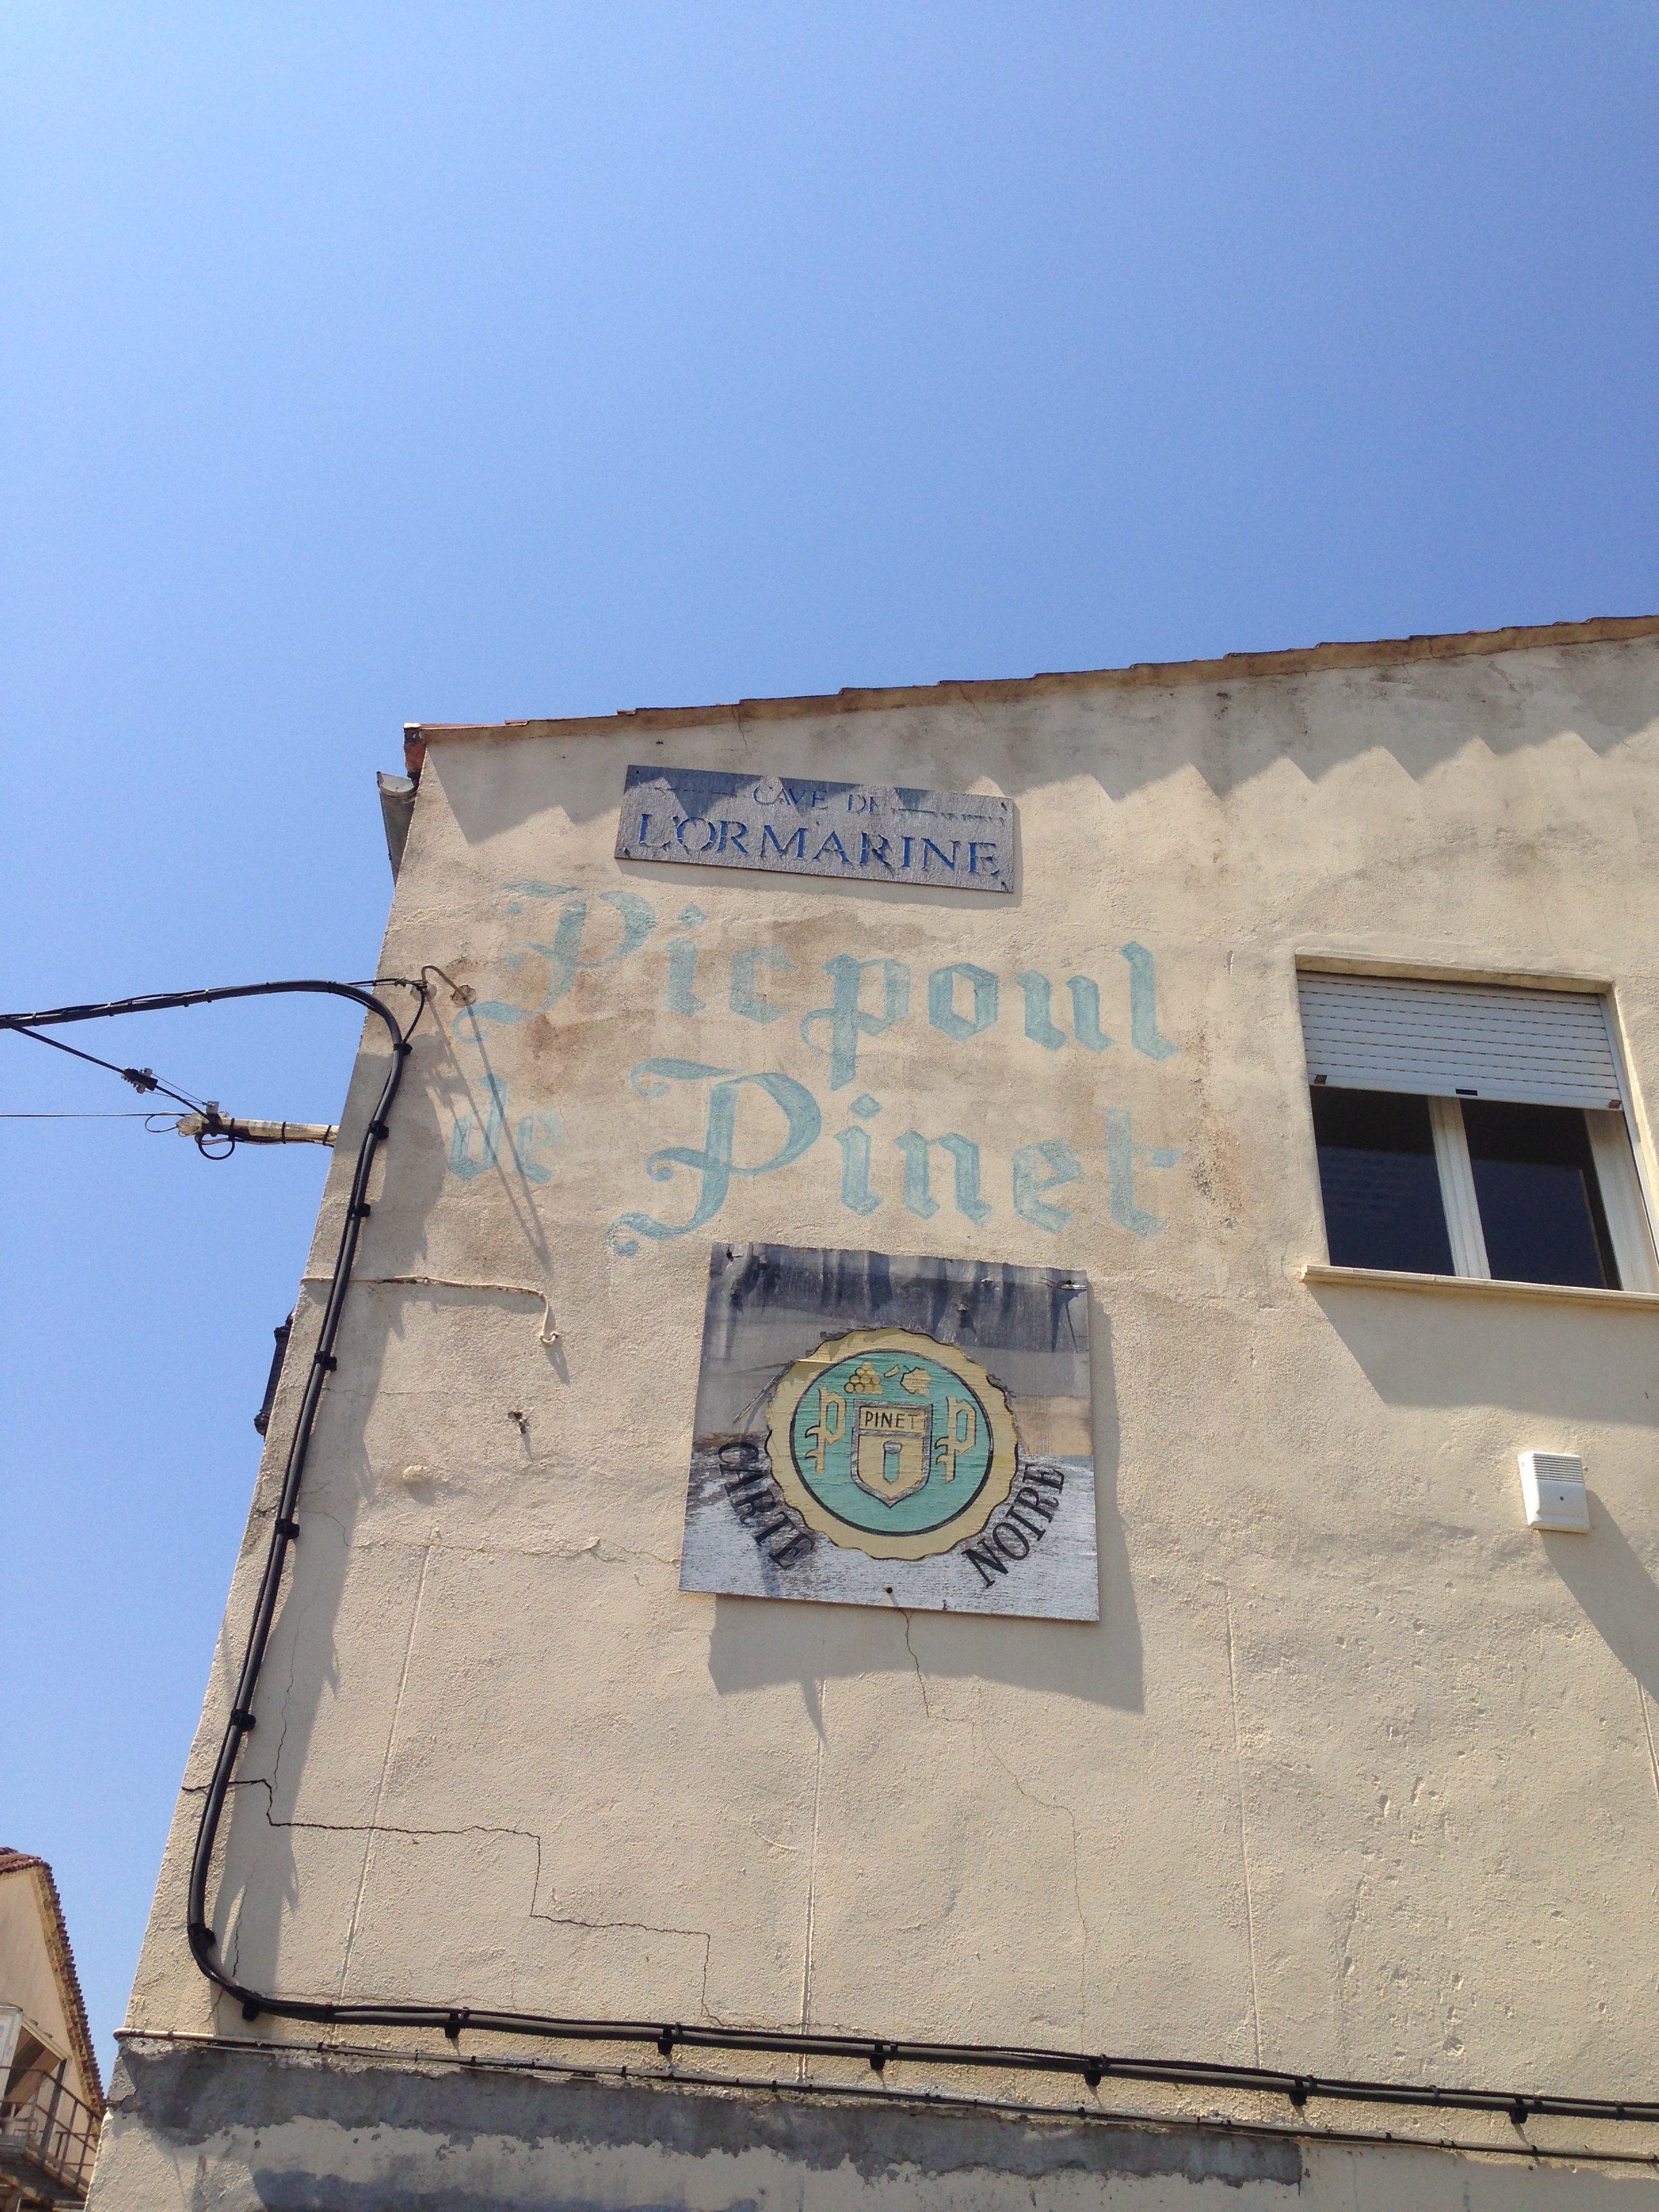 CAVE DE
L'ORMARINE
Picpoul
de Pinet
P PINET P
CARTE NOIRE